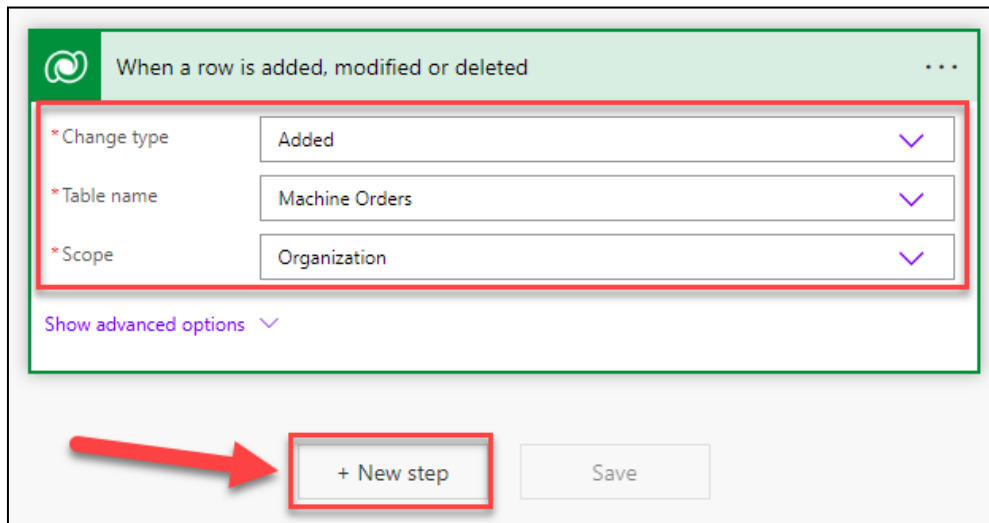 When a row is added, modified or deleted ...
* Change type Added
* Table name Machine Orders
* Scope Organization
Show advanced options
+ New step Save